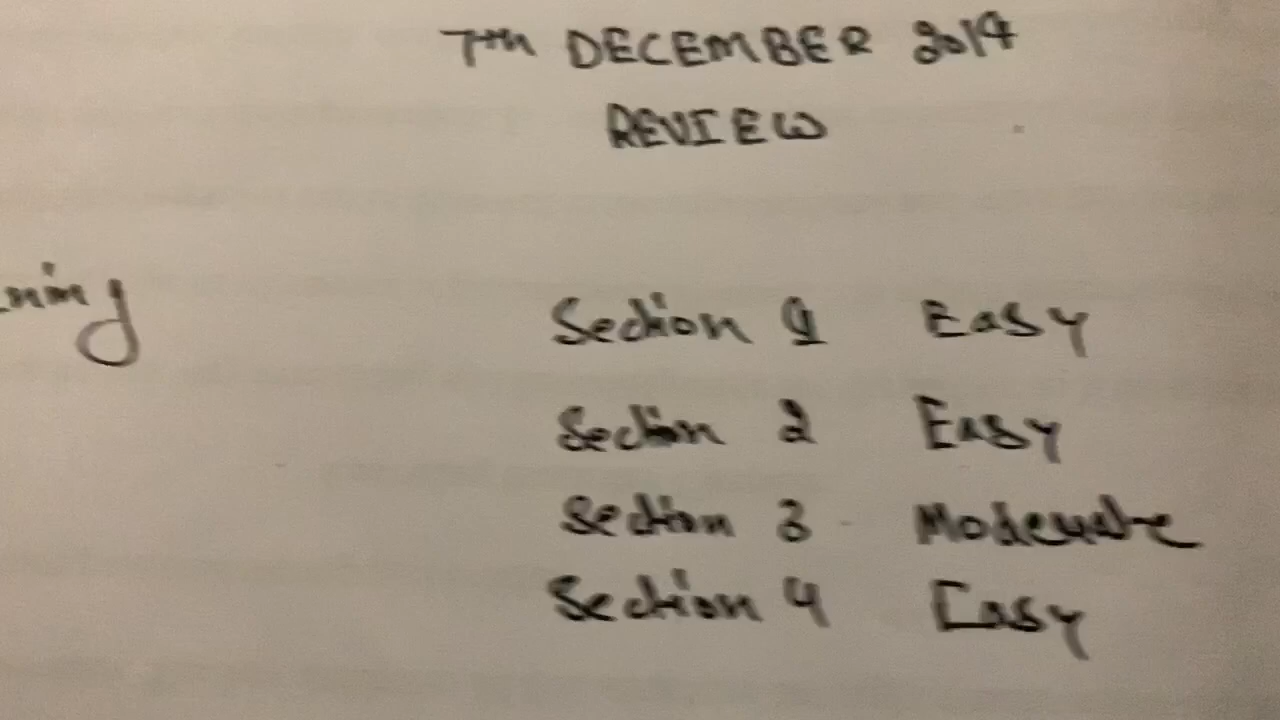 7TH DECEMBER 2019
REVIEW
Section 1 Easy
Section 2 Easy
Section 3 Moderate
Section 4 Easy